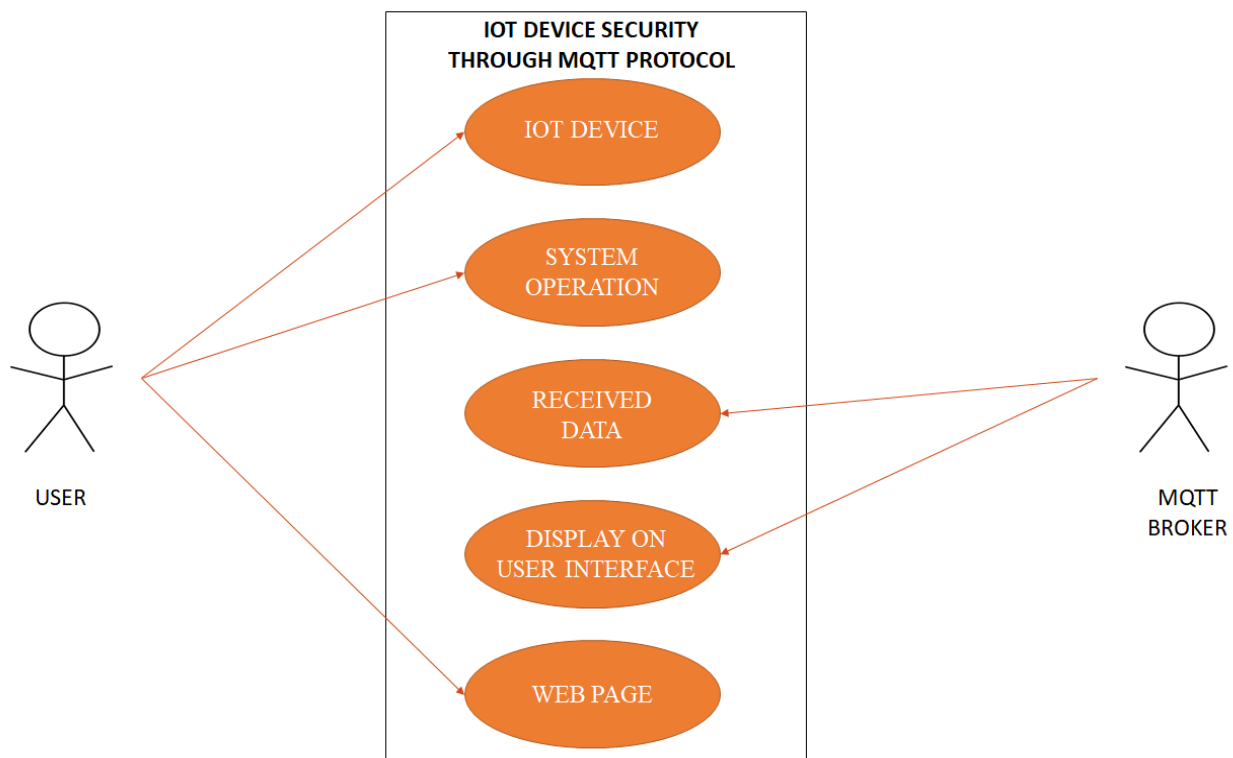 IOT DEVICE SECURITY
THROUGH MQTT PROTOCOL
IOT DEVICE
SYSTEM
OPERATION
RECEIVED
DATA
DISPLAY ON
USER INTERFACE
WEB PAGE
USER
MQTT
BROKER